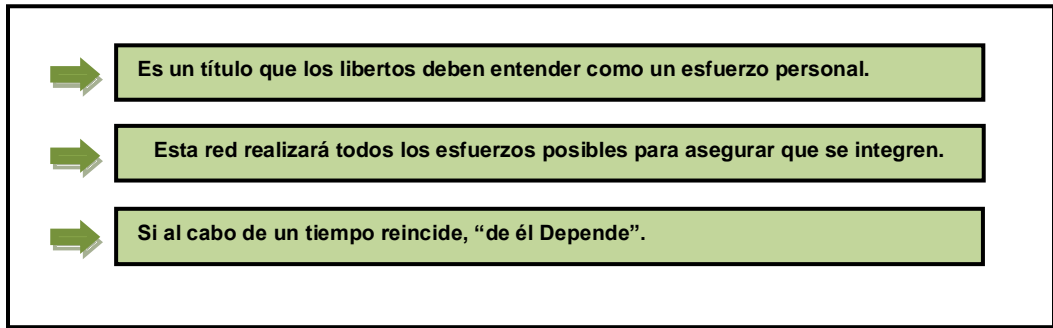 Es un título que los libertos deben entender como un esfuerzo personal.
Esta red realizará todos los esfuerzos posibles para asegurar que se integren.
Si al cabo de un tiempo reincide, “de él Depende”.